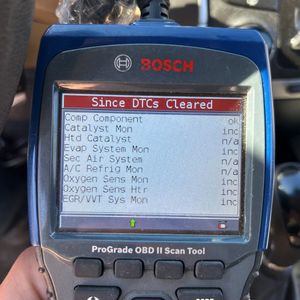 BOSCH
Since DTCs Cleared
Comp Component ok
Catalyst Mon inc
Htd Catalyst n/a
Evap System Mon inc
Sec Air System n/a
A/C Refrig Mon n/a
Oxygen Sens Mon inc
Oxygen Sens Htr inc
EGR/VVT Sys Mon inc
ProGrade OBD II Scan Tool